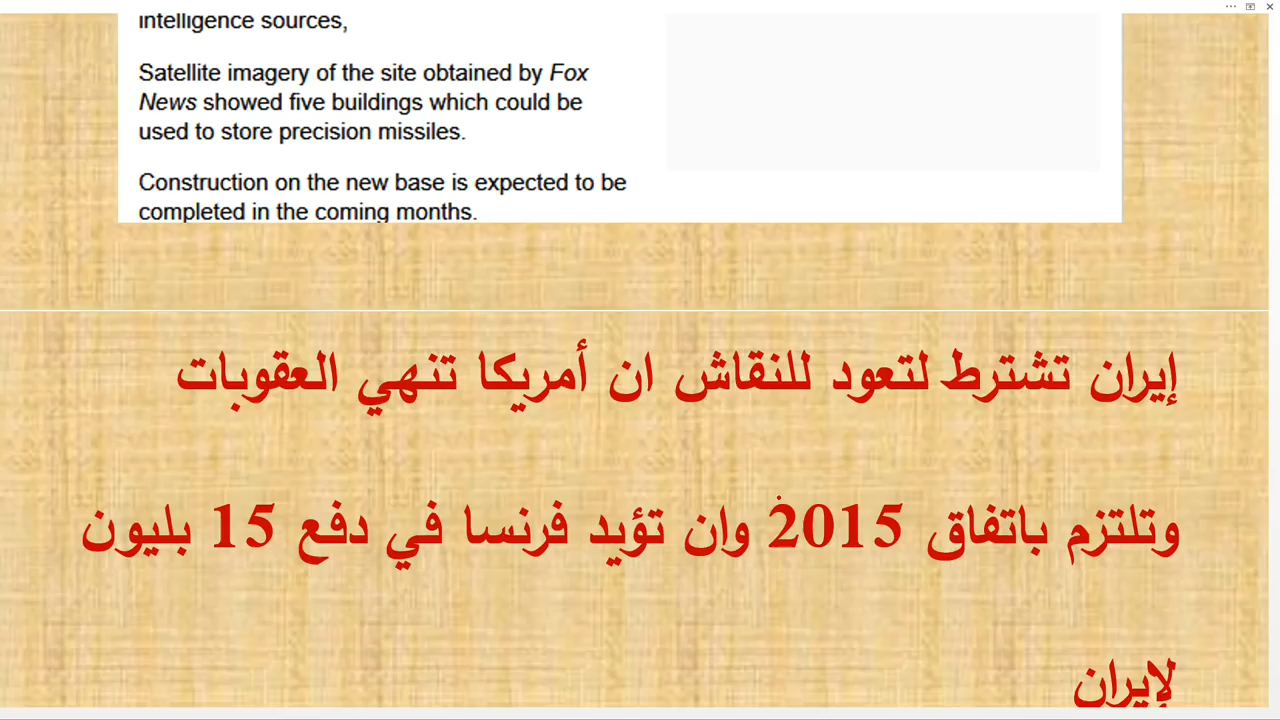 intelligence sources,
Satellite imagery of the site obtained by Fox
News showed five buildings which could be
used to store precision missiles.
Construction on the new base is expected to be
completed in the coming months.
إيران تشترط لتعود للنقاش ان أمريكا تنهي العقوبات
وتلتزم باتفاق 2015 وان تؤيد فرنسا في دفع 15 بليون
لإيران